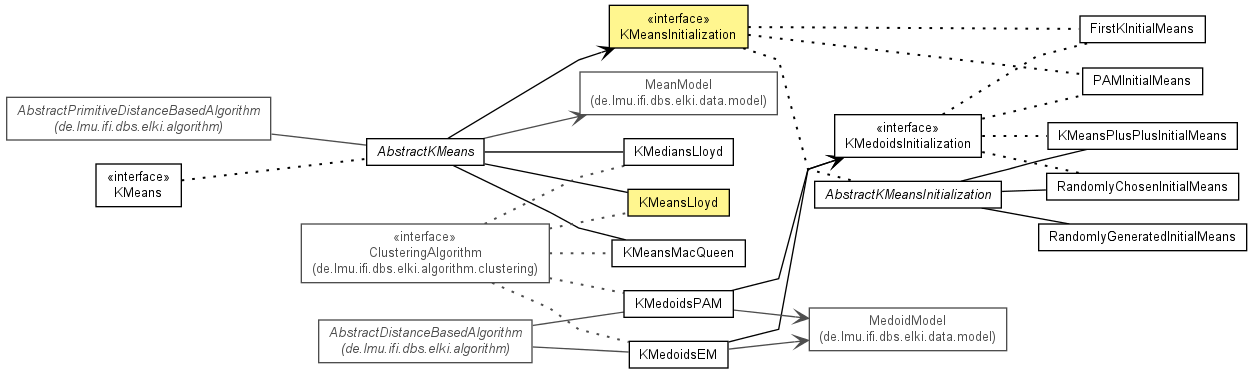 «interface»
KMeansInitialization
FirstKInitialMeans
MeanModel
(de.lmu.ifi.dbs.elki.data.model)
PAMInitialMeans
AbstractPrimitiveDistanceBasedAlgorithm
(de.lmu.ifi.dbs.elki.algorithm)
«interface»
KMedoidsInitialization
KMeansPlusPlusInitialMeans
AbstractKMeans
KMediansLloyd
«interface»
KMeans
AbstractKMeansInitialization
RandomlyChosenInitialMeans
KMeansLloyd
RandomlyGeneratedInitialMeans
«interface»
ClusteringAlgorithm
(de.lmu.ifi.dbs.elki.algorithm.clustering)
KMeansMacQueen
KMedoidsPAM
MedoidModel
(de.lmu.ifi.dbs.elki.data.model)
AbstractDistanceBasedAlgorithm
(de.lmu.ifi.dbs.elki.algorithm)
KMedoidsEM